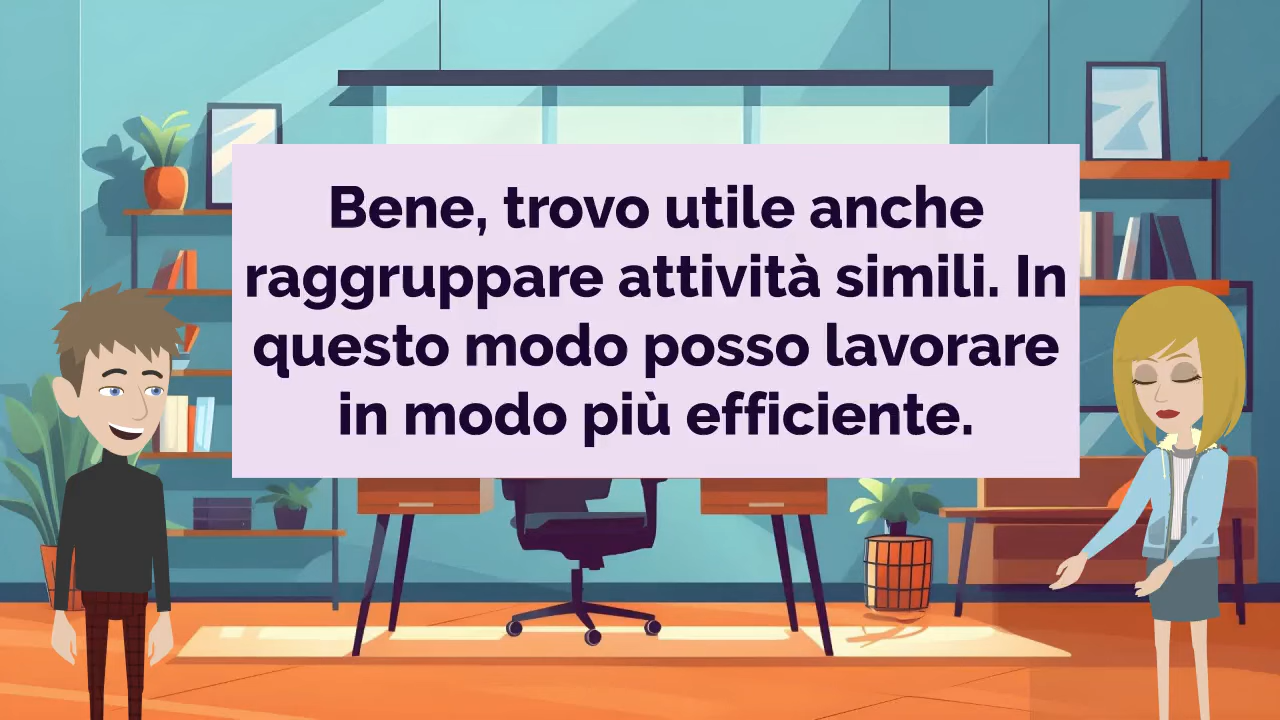 Bene, trovo utile anche
raggruppare attività simili. In
questo modo posso lavorare
in modo più efficiente.